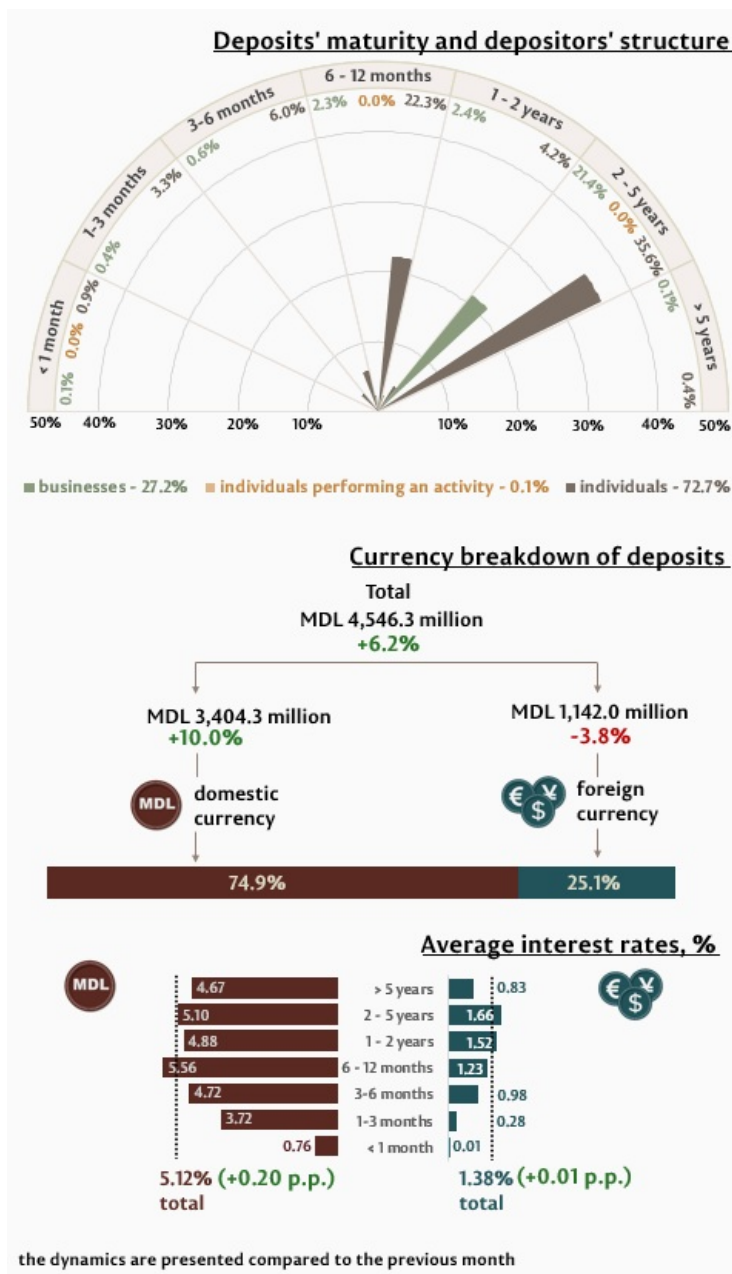 Deposits' maturity and depositors' structure
< 1 month
0.1%
0.0%
0.9%
1-3 months
0.4%
3.3%
3-6 months
0.6%
6.0%
6 - 12 months
2.3%
0.0%
22.3%
1 - 2 years
2.4%
4.2%
2 - 5 years
21.4%
0.0%
35.6%
> 5 years
0.1%
0.4%
50% 40% 30% 20% 10% 10% 20% 30% 40% 50%
businesses - 27.2% individuals performing an activity - 0.1% individuals - 72.7%
Currency breakdown of deposits
Total
MDL 4,546.3 million
+6.2%
MDL 3,404.3 million
+10.0%
MDL
domestic
currency
MDL 1,142.0 million
-3.8%
€ ¥ $
foreign
currency
74.9% 25.1%
Average interest rates, %
MDL
€ ¥ $
4.67 > 5 years 0.83
5.10 2 - 5 years 1.66
4.88 1 - 2 years 1.52
5.56 6 - 12 months 1.23
4.72 3-6 months 0.98
3.72 1-3 months 0.28
0.76 < 1 month 0.01
5.12% (+0.20 p.p.)
total
1.38% (+0.01 p.p.)
total
the dynamics are presented compared to the previous month